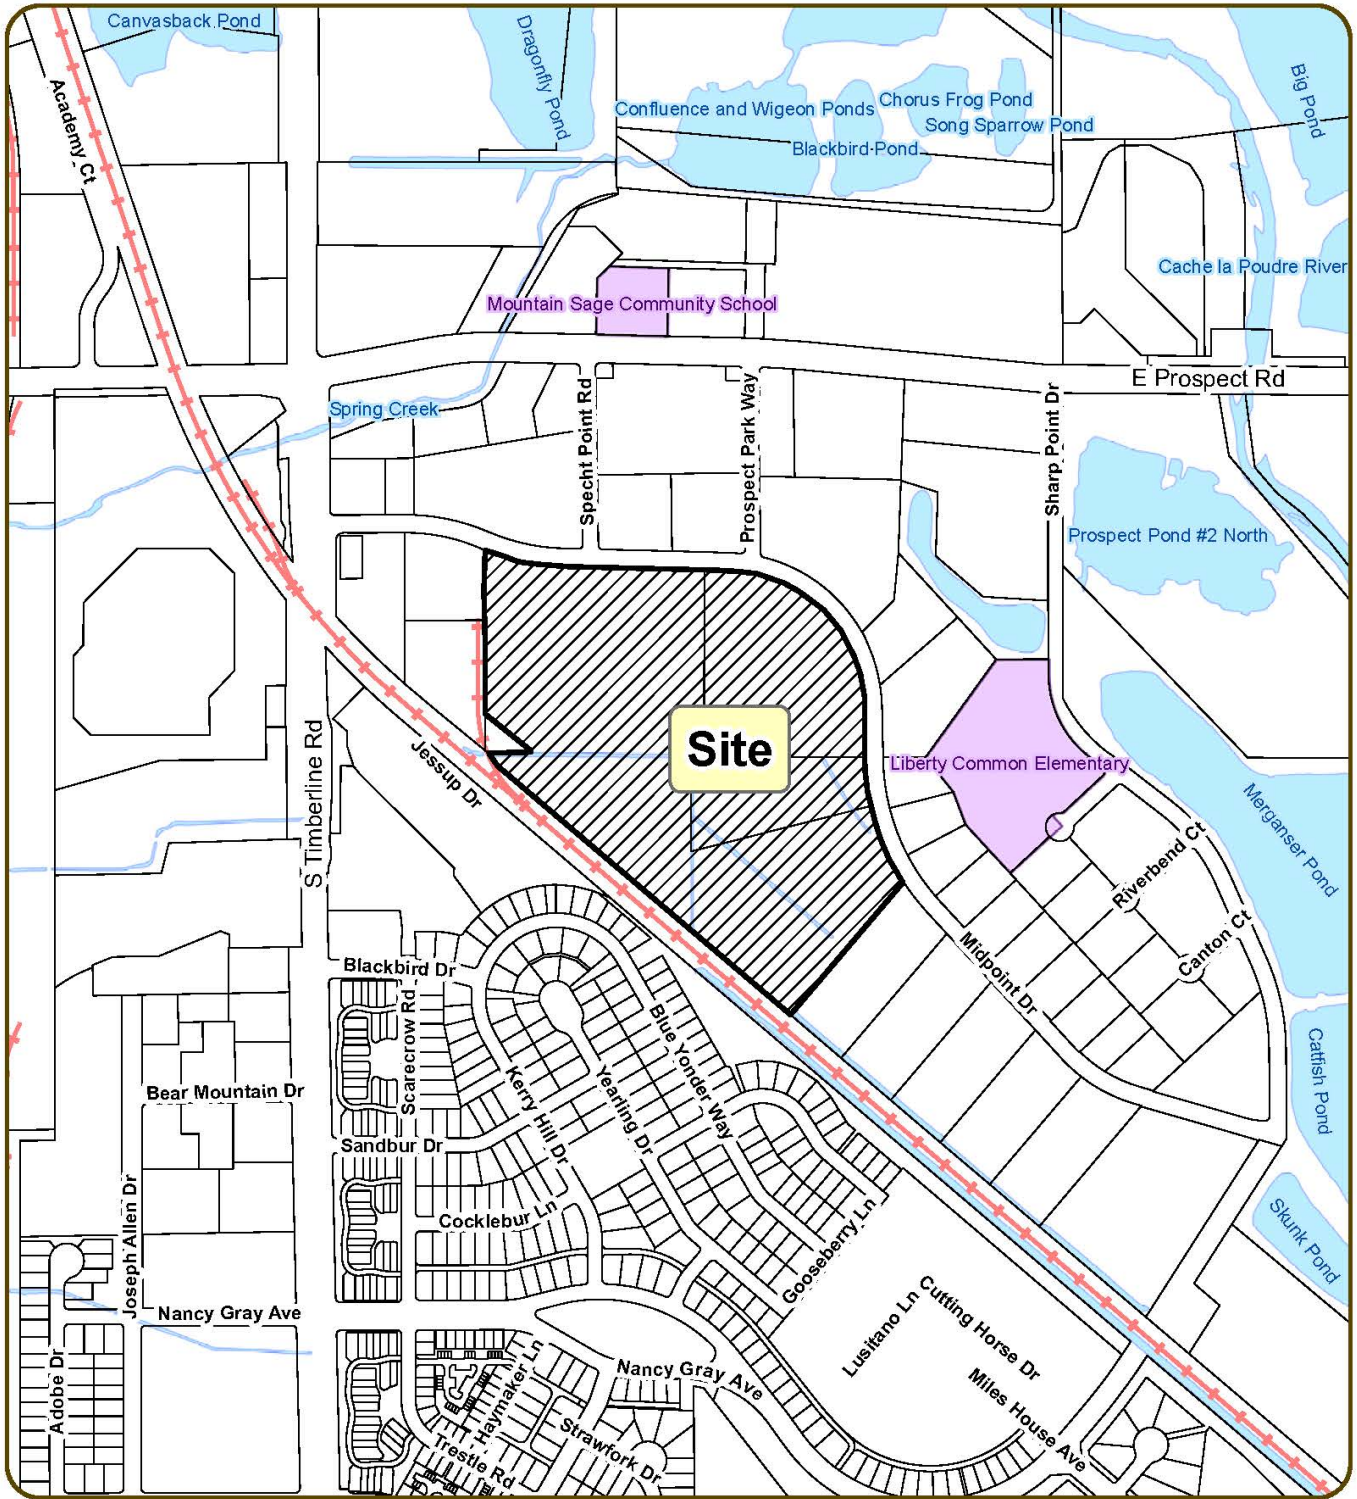 Canvasback Pond
Dragonfly Pond
Big Pond
Academy Ct
Confluence and Wigeon Ponds
Chorus Frog Pond
Song Sparrow Pond
Blackbird Pond
Cache la Poudre River
Mountain Sage Community School
E Prospect Rd
Spring Creek
Specht Point Rd
Prospect Park Way
Sharp Point Dr
Prospect Pond #2 North
Site
Jessup Dr
S Timberline Rd
Liberty Common Elementary
Merganser Pond
Riverbend Ct
Canton Ct
Midpoint Dr
Blackbird Dr
Scarecrow Rd
Blue Yonder Way
Catfish Pond
Bear Mountain Dr
Kerry Hill Dr
Yearling Dr
Sandbur Dr
Joseph Allen Dr
Cocklebur Ln
Gooseberry Ln
Skunk Pond
Nancy Gray Ave
Lusitano Ln
Cutting Horse Dr
Adobe Dr
Haymaker Ln
Nancy Gray Ave
Miles House Ave
Strawfork Dr
Trestle Rd